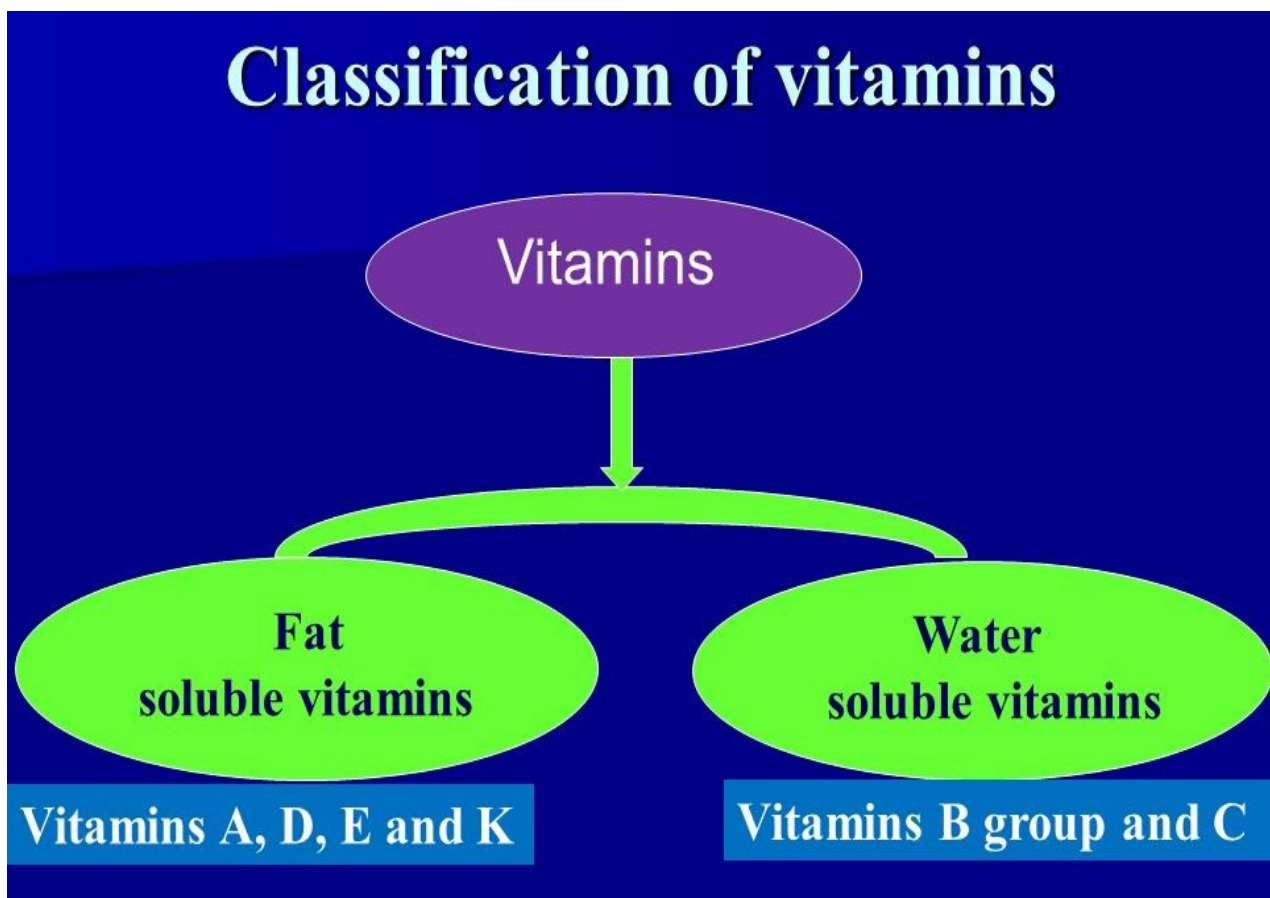 Classification of vitamins
Vitamins
Fat
soluble vitamins
Water
soluble vitamins
Vitamins A, D, E and K
Vitamins B group and C